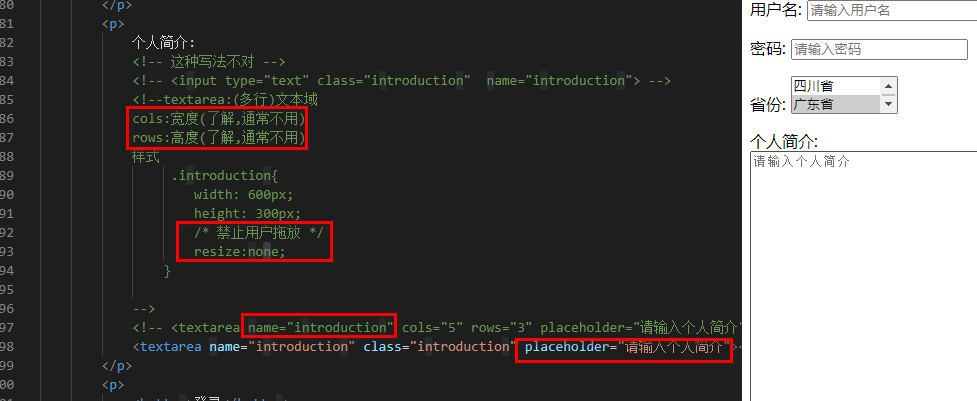 80 </p>
81 <p>
82 个人简介:
83 <!-- 这种写法不对 -->
84 <!-- <input type="text" class="introduction"  name="introduction"> -->
85 <!--textarea:(多行)文本域
86 cols:宽度(了解,通常不用)
87 rows:高度(了解,通常不用)
88 样式
89 .introduction{
90 width: 600px;
91 height: 300px;
92 /* 禁止用户拖放 */
93 resize:none;
94 }
95
96 -->
97 <!-- <textarea name="introduction" cols="5" rows="3" placeholder="请输入个人简介"
98 <textarea name="introduction" class="introduction" placeholder="请输入个人简介"><
99 </p>
00 <p>
用户名: 请输入用户名
密码: 请输入密码
四川省
省份: 广东省
个人简介:
请输入个人简介